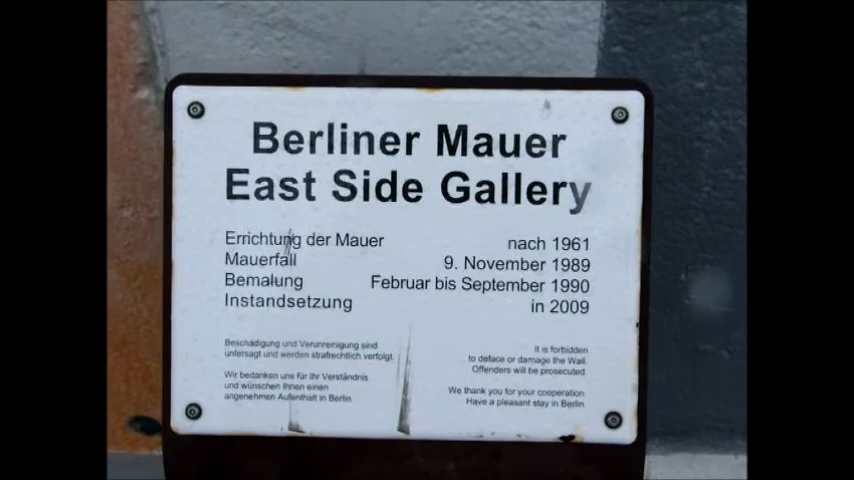 Berliner Mauer
East Side Gallery
Errichtung der Mauer nach 1961
Mauerfall 9. November 1989
Bemalung Februar bis September 1990
Instandsetzung in 2009
Beschädigung und Verunreinigung sind
untersagt und werden strafrechtlich verfolgt.
Wir bedanken uns für Ihr Verständnis
und wünschen Ihnen einen
angenehmen Aufenthalt in Berlin.
It is forbidden
to deface or damage the Wall.
Offenders will be prosecuted.
We thank you for your cooperation
Have a pleasant stay in Berlin.